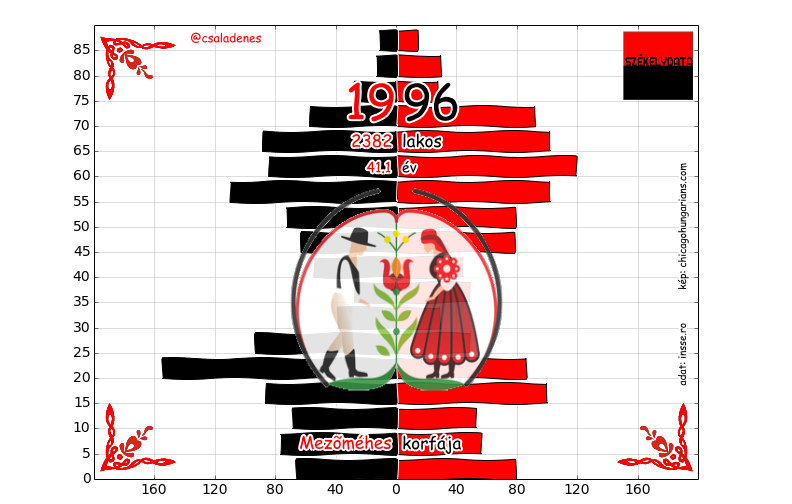 @csaladenes
SZÉKELYDATA
1996
2382 lakos
41.1 év
kép: chicagohungarians.com
adat: insse.ro
Mezőméhes korfája
85
80
75
70
65
60
55
50
45
40
35
30
25
20
15
10
5
0
160 120 80 40 0 40 80 120 160